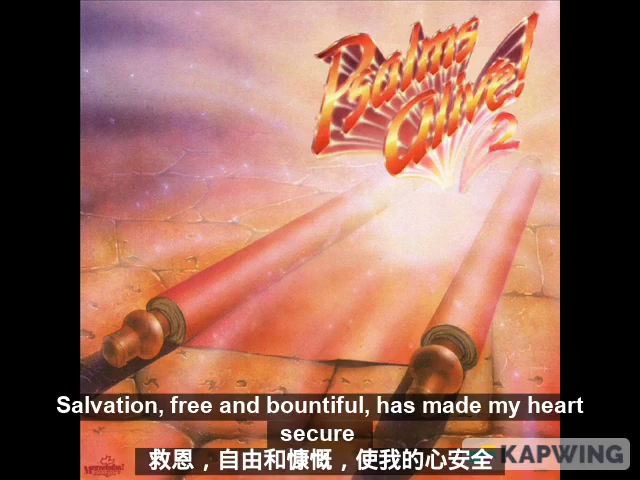 Psalms
Alive!
2
Salvation, free and bountiful, has made my heart
secure
救恩，自由和慷慨，使我的心安全
KAPWING